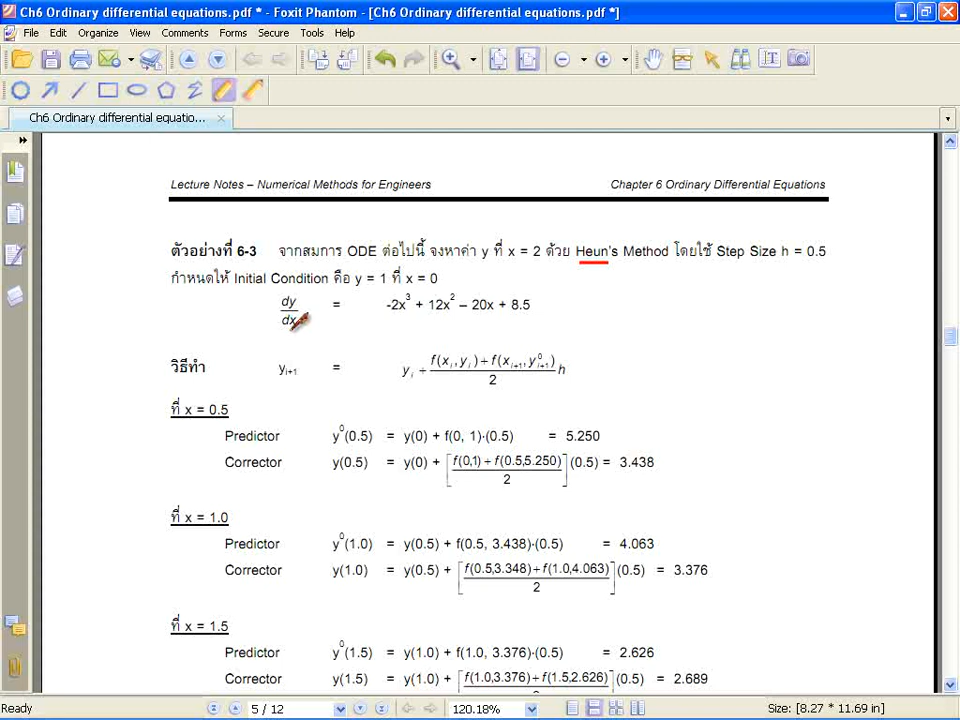 Ch6 Ordinary differential equations.pdf * - Foxit Phantom - [Ch6 Ordinary differential equations.pdf *]
File Edit Organize View Comments Forms Secure Tools Help
Ch6 Ordinary differential equatio...
Lecture Notes – Numerical Methods for Engineers Chapter 6 Ordinary Differential Equations
ตัวอย่างที่ 6-3 จากสมการ ODE ต่อไปนี้ จงหาค่า y ที่ x = 2 ด้วย Heun's Method โดยใช้ Step Size h = 0.5
กำหนดให้ Initial Condition คือ y = 1 ที่ x = 0
dy/dx = -2x³ + 12x² – 20x + 8.5
วิธีทำ yᵢ₊₁ = yᵢ + f(xᵢ,yᵢ)+f(xᵢ₊₁,y⁰ᵢ₊₁)/2 h
ที่ x = 0.5
Predictor y⁰(0.5) = y(0) + f(0, 1)·(0.5) = 5.250
Corrector y(0.5) = y(0) + [f(0,1)+f(0.5,5.250)/2](0.5) = 3.438
ที่ x = 1.0
Predictor y⁰(1.0) = y(0.5) + f(0.5, 3.438)·(0.5) = 4.063
Corrector y(1.0) = y(0.5) + [f(0.5,3.348)+f(1.0,4.063)/2](0.5) = 3.376
ที่ x = 1.5
Predictor y⁰(1.5) = y(1.0) + f(1.0, 3.376)·(0.5) = 2.626
Corrector y(1.5) = y(1.0) + [f(1.0,3.376)+f(1.5,2.626)](0.5) = 2.689
Ready 5 / 12 120.18% Size: [8.27 * 11.69 in]